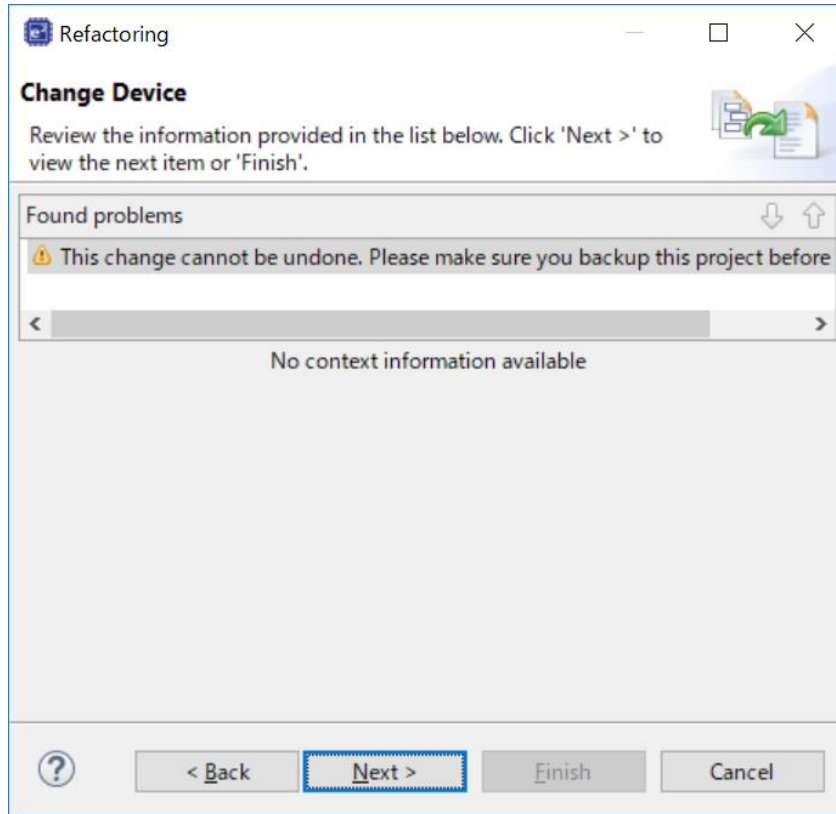 Refactoring
Change Device
Review the information provided in the list below. Click 'Next >' to
view the next item or 'Finish'.
Found problems
This change cannot be undone. Please make sure you backup this project before
No context information available
< Back
Next >
Finish
Cancel